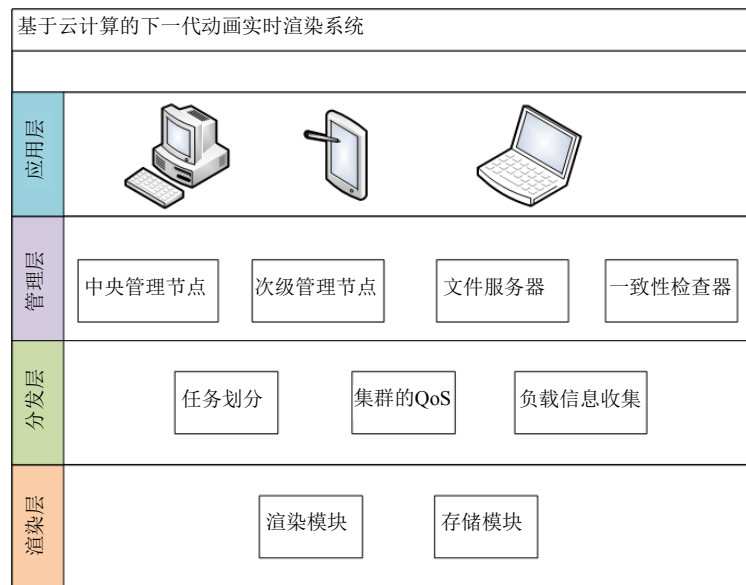 基于云计算的下一代动画实时渲染系统
应用层
管理层
中央管理节点
次级管理节点
文件服务器
一致性检查器
分发层
任务划分
集群的QoS
负载信息收集
渲染层
渲染模块
存储模块